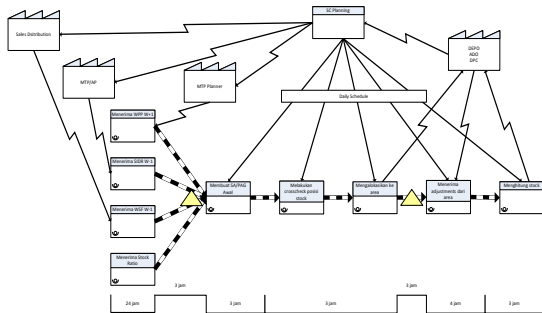 SC Planning
Sales Distribution
DEPO
ADO
DPC
MTP/AP
MTP Planner
Daily Schedule
Menerima WPP W+1
Menerima SIDR W-1
Menerima WSF W-1
Menerima Stock
Ratio
Membuat SA/PAG
Awal
Melakukan
crosscheck posisi
stock
Mengalokasikan ke
area
Menerima
adjustments dari
area
Menghitung stock
3 jam
3 jam
24 jam
3 jam
3 jam
4 jam
3 jam